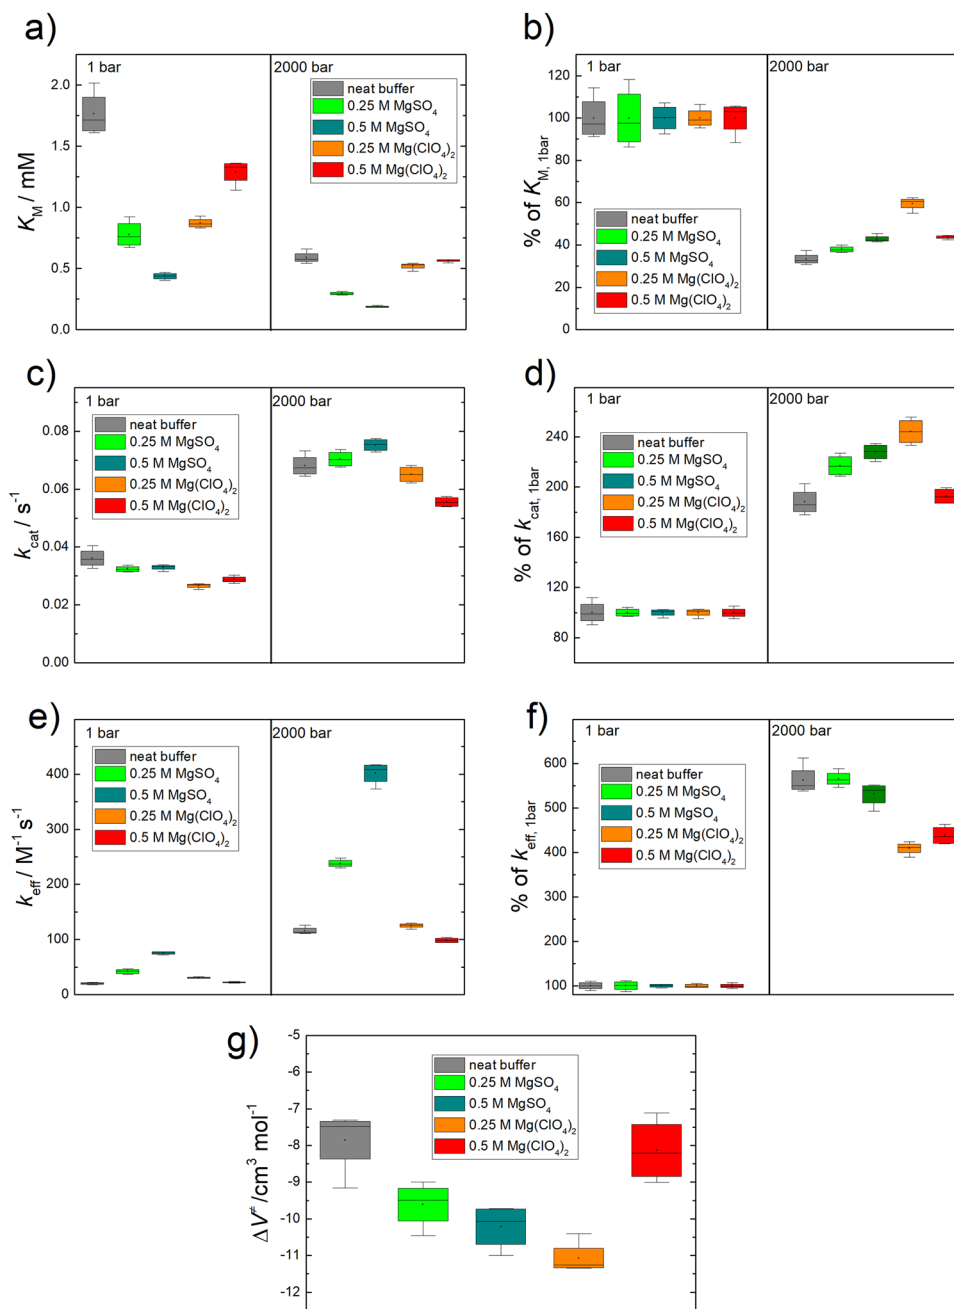 a)
1 bar
2000 bar
neat buffer
0.25 M MgSO₄
0.5 M MgSO₄
0.25 M Mg(ClO₄)₂
0.5 M Mg(ClO₄)₂
K_M / mM
2.0
1.5
1.0
0.5
0.0
b)
1 bar
2000 bar
neat buffer
0.25 M MgSO₄
0.5 M MgSO₄
0.25 M Mg(ClO₄)₂
0.5 M Mg(ClO₄)₂
% of K_M, 1bar
120
100
80
60
40
20
0
c)
1 bar
2000 bar
neat buffer
0.25 M MgSO₄
0.5 M MgSO₄
0.25 M Mg(ClO₄)₂
0.5 M Mg(ClO₄)₂
k_cat / s⁻¹
0.08
0.06
0.04
0.02
0.00
d)
1 bar
2000 bar
neat buffer
0.25 M MgSO₄
0.5 M MgSO₄
0.25 M Mg(ClO₄)₂
0.5 M Mg(ClO₄)₂
% of k_cat, 1bar
240
200
160
120
80
e)
1 bar
2000 bar
neat buffer
0.25 M MgSO₄
0.5 M MgSO₄
0.25 M Mg(ClO₄)₂
0.5 M Mg(ClO₄)₂
k_eff / M⁻¹ s⁻¹
400
300
200
100
0
f)
1 bar
2000 bar
neat buffer
0.25 M MgSO₄
0.5 M MgSO₄
0.25 M Mg(ClO₄)₂
0.5 M Mg(ClO₄)₂
% of k_eff, 1bar
600
500
400
300
200
100
g)
neat buffer
0.25 M MgSO₄
0.5 M MgSO₄
0.25 M Mg(ClO₄)₂
0.5 M Mg(ClO₄)₂
ΔV≠/cm³ mol⁻¹
-5
-6
-7
-8
-9
-10
-11
-12